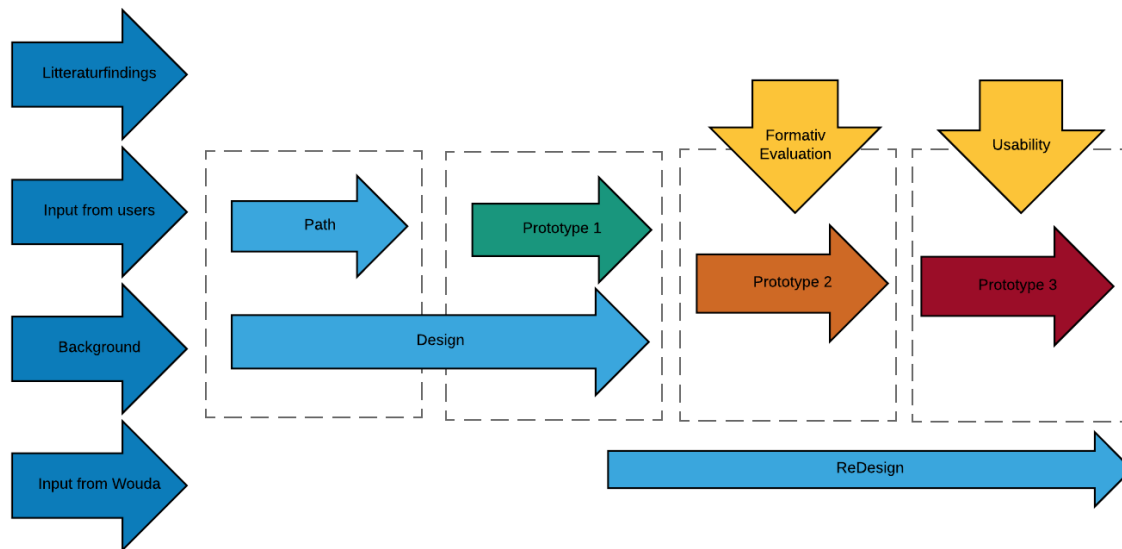 Litteraturfindings
Input from users
Background
Input from Wouda
Path
Design
Prototype 1
Formativ
Evaluation
Prototype 2
Usability
Prototype 3
ReDesign